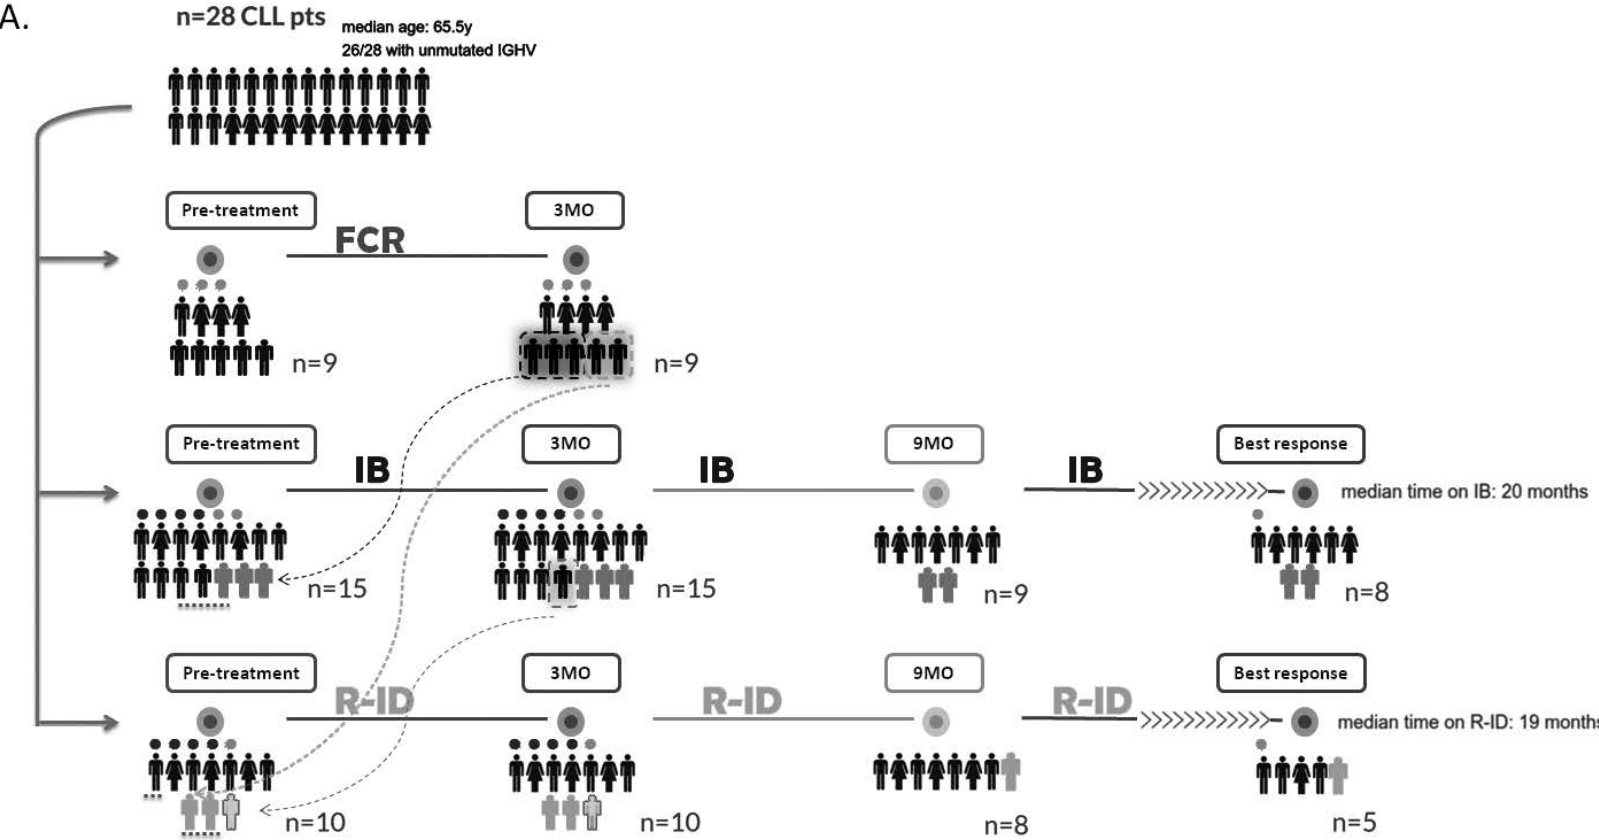 A.
n=28 CLL pts
median age: 65.5y
26/28 with unmutated IGHV
Pre-treatment
3MO
FCR
n=9
n=9
Pre-treatment
3MO
9MO
Best response
IB
IB
IB
median time on IB: 20 months
n=15
n=15
n=9
n=8
Pre-treatment
3MO
9MO
Best response
R-ID
R-ID
R-ID
median time on R-ID: 19 months
n=10
n=10
n=8
n=5